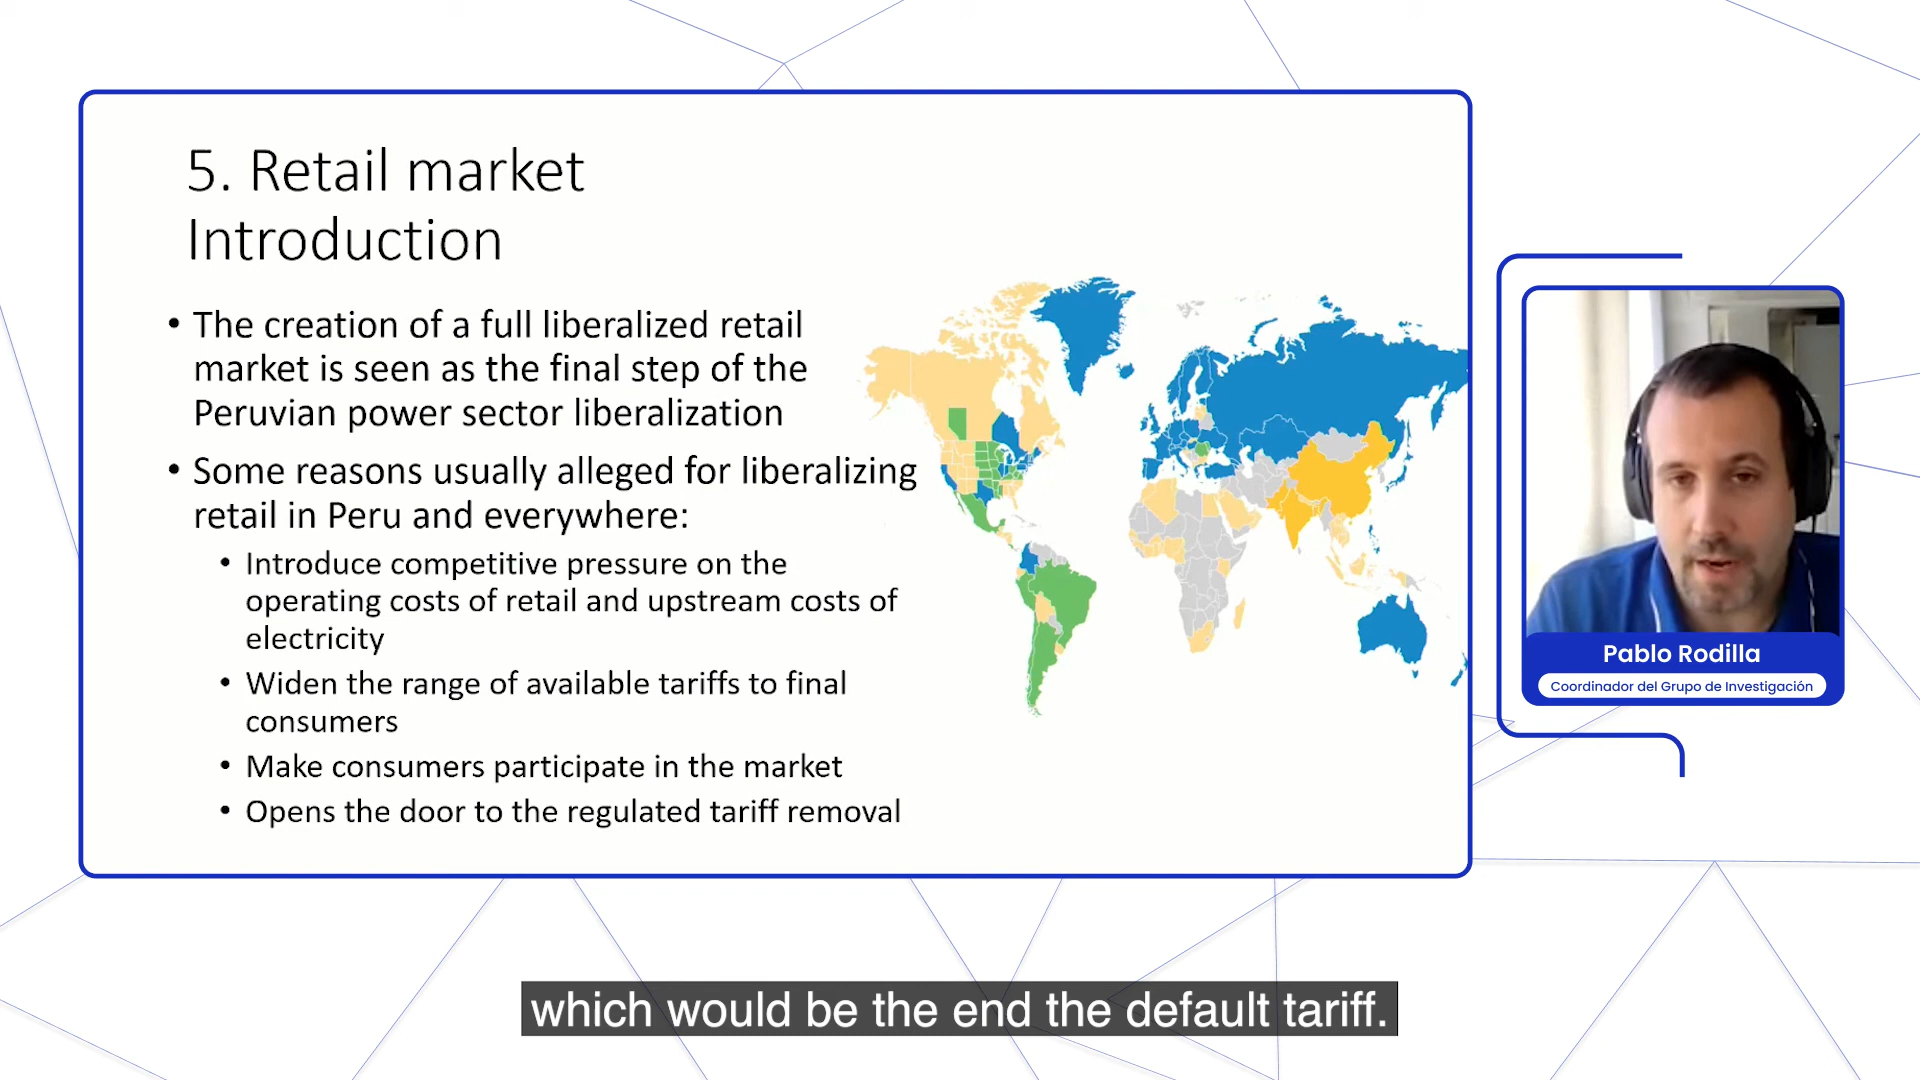 5. Retail market
Introduction
• The creation of a full liberalized retail
market is seen as the final step of the
Peruvian power sector liberalization
• Some reasons usually alleged for liberalizing
retail in Peru and everywhere:
• Introduce competitive pressure on the
operating costs of retail and upstream costs of
electricity
• Widen the range of available tariffs to final
consumers
• Make consumers participate in the market
• Opens the door to the regulated tariff removal
Pablo Rodilla
Coordinador del Grupo de Investigación
which would be the end the default tariff.